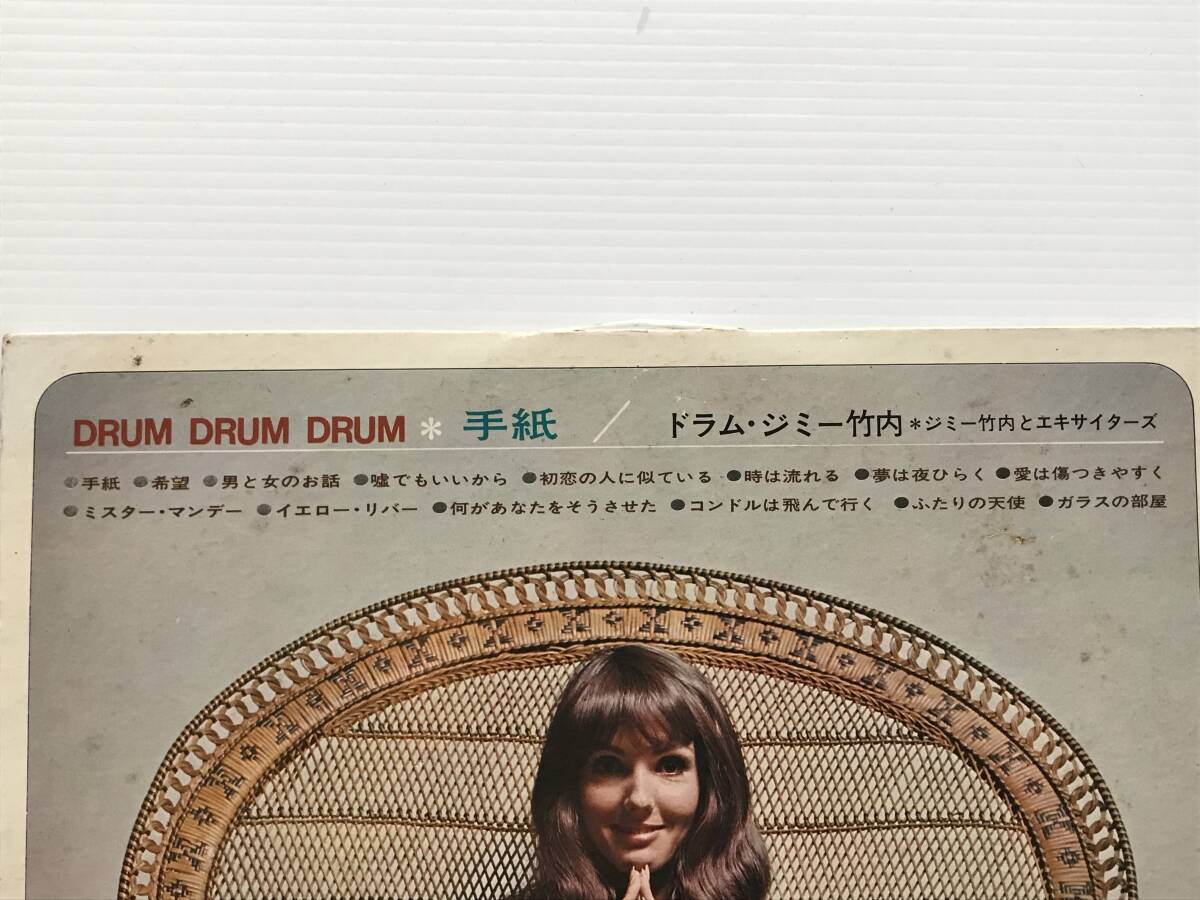 DRUM DRUM DRUM * 手紙 / ドラム・ジミー竹内 *ジミー竹内とエキサイターズ
●手紙 ●希望 ●男と女のお話 ●嘘でもいいから ●初恋の人に似ている ●時は流れる ●夢は夜ひらく ●愛は傷つきやすく
●ミスター・マンデー ●イエロー・リバー ●何があなたをそうさせた ●コンドルは飛んで行く ●ふたりの天使 ●ガラスの部屋